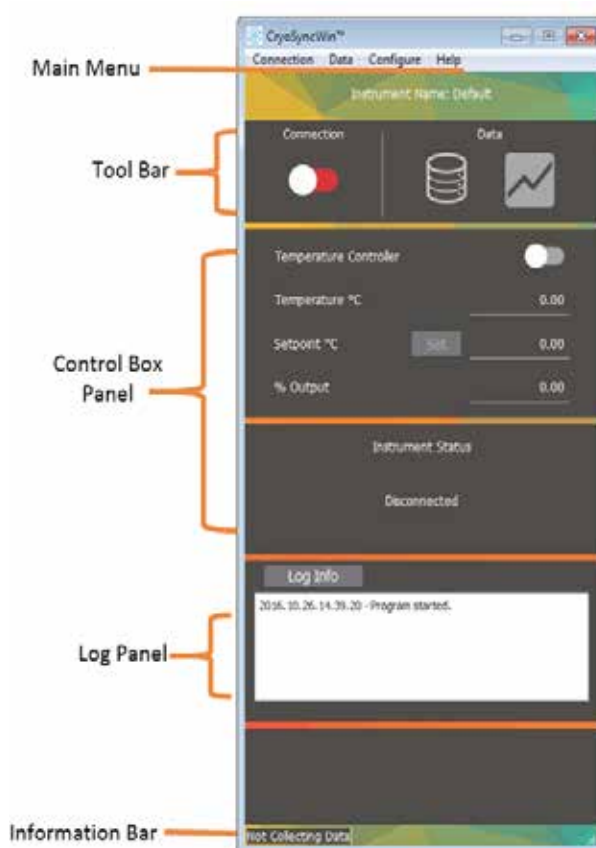 CryoSyncWin™
Connection Data Configure Help
Main Menu
Instrument Name: Default
Connection Data
Tool Bar
Temperature Controller
Temperature °C 0.00
Setpoint °C Set 0.00
Control Box
Panel
% Output 0.00
Instrument Status
Disconnected
Log Info
2016.10.26.14.39.20 - Program started.
Log Panel
Information Bar
Not Collecting Data